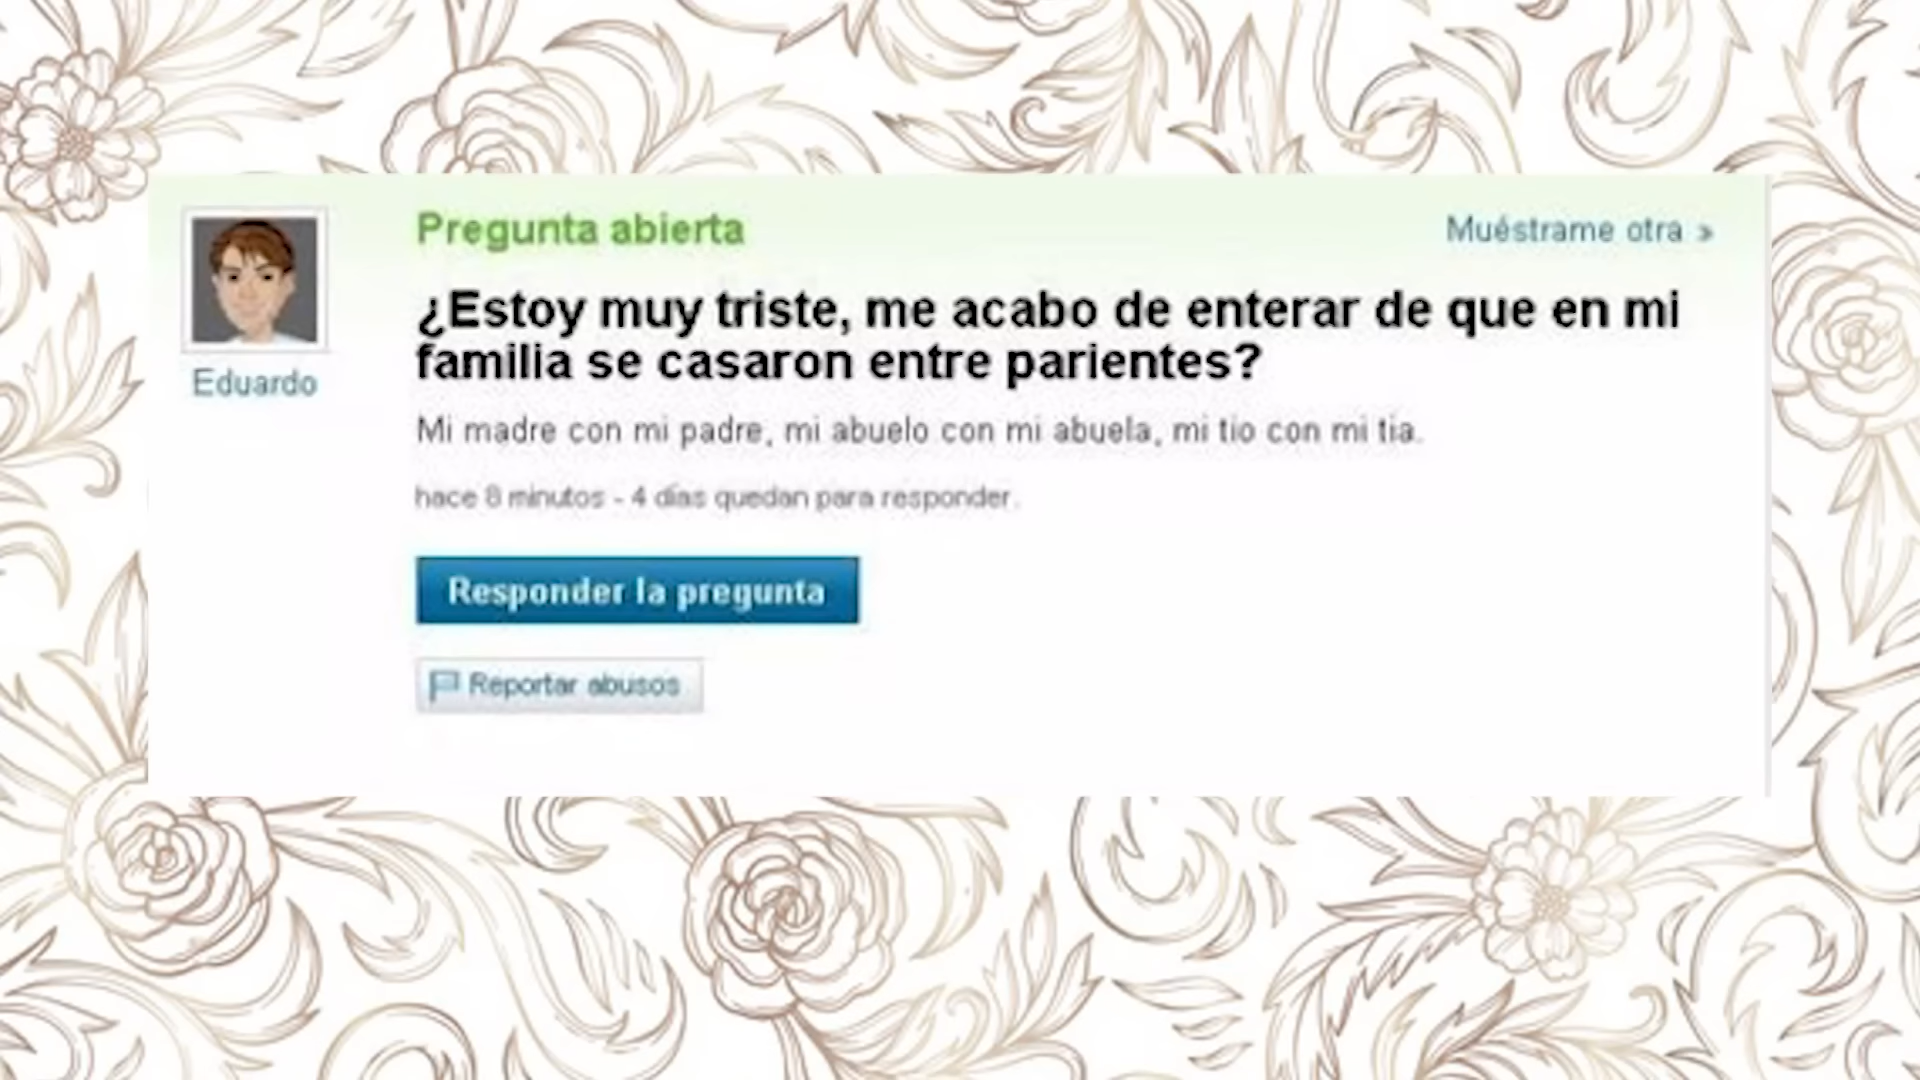 Pregunta abierta
Muéstrame otra »
¿Estoy muy triste, me acabo de enterar de que en mi
familia se casaron entre parientes?
Eduardo
Mi madre con mi padre, mi abuelo con mi abuela, mi tio con mi tia.
hace 8 minutos - 4 días quedan para responder.
Responder la pregunta
Reportar abusos